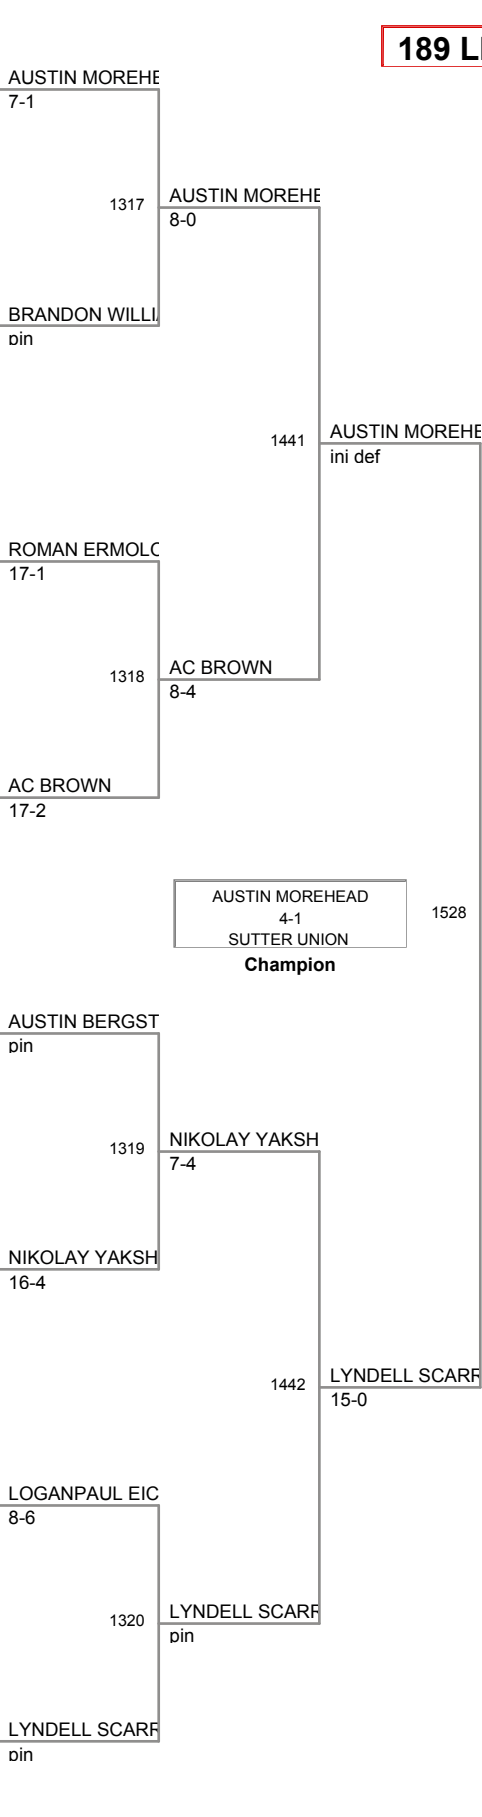 189 L
AUSTIN MOREHE
7-1
1317
AUSTIN MOREHE
8-0
BRANDON WILLI
pin
1441
AUSTIN MOREHE
ini def
ROMAN ERMOLO
17-1
1318
AC BROWN
8-4
AC BROWN
17-2
AUSTIN MOREHEAD
4-1
SUTTER UNION
1528
Champion
AUSTIN BERGST
pin
1319
NIKOLAY YAKSH
7-4
NIKOLAY YAKSH
16-4
1442
LYNDELL SCARR
15-0
LOGANPAUL EIC
8-6
1320
LYNDELL SCARR
pin
LYNDELL SCARR
pin